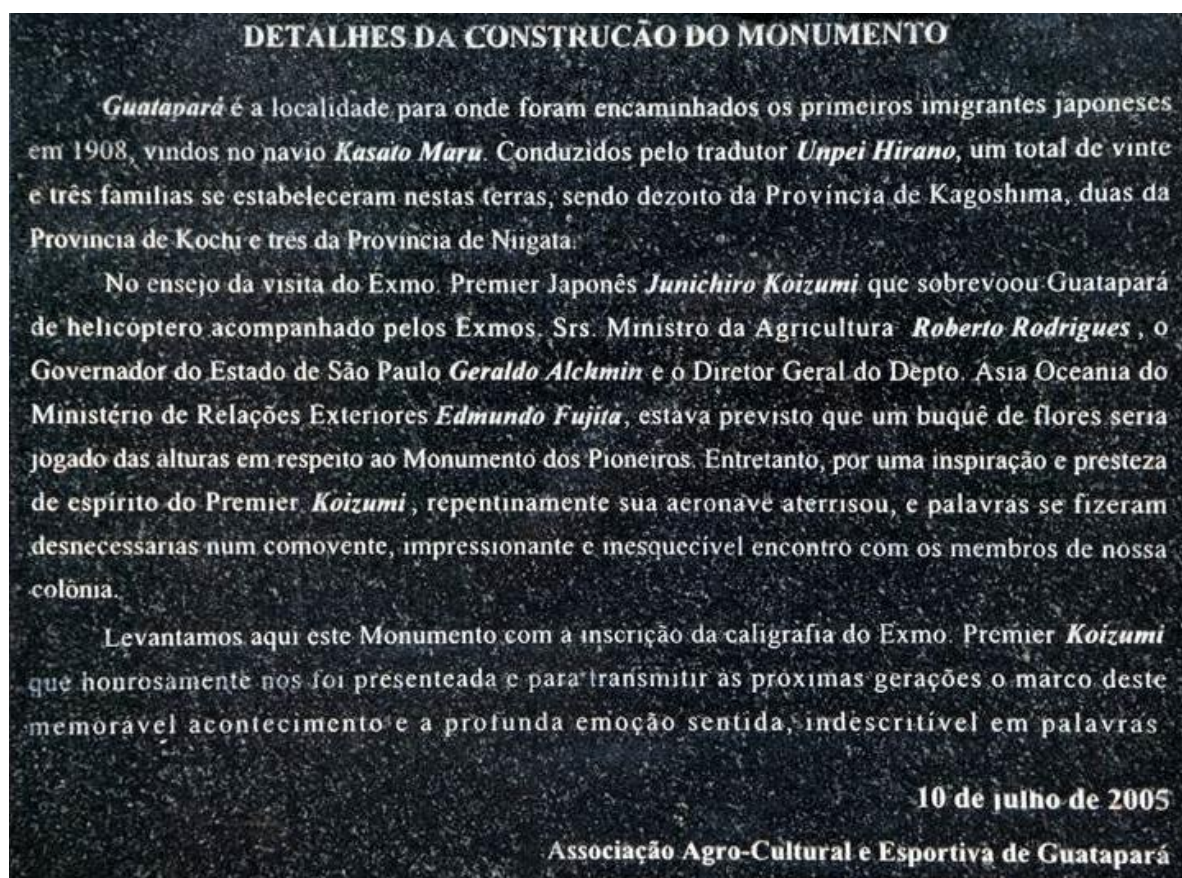 DETALHES DA CONSTRUCÃO DO MONUMENTO
Guatapará é a localidade para onde foram encaminhados os primeiros imigrantes japoneses
em 1908, vindos no navio Kasato Maru. Conduzidos pelo tradutor Unpei Hirano, um total de vinte
e três famílias se estabeleceram nestas terras, sendo dezoito da Província de Kagoshima, duas da
Província de Kochi e três da Província de Niigata.
No ensejo da visita do Exmo. Premier Japonês Junichiro Koizumi que sobrevoou Guatapará
de helicóptero acompanhado pelos Exmos. Srs. Ministro da Agricultura Roberto Rodrigues, o
Governador do Estado de São Paulo Geraldo Alckmin e o Diretor Geral do Depto. Ásia Oceania do
Ministério de Relações Exteriores Edmundo Fujita, estava previsto que um buquê de flores seria
jogado das alturas em respeito ao Monumento dos Pioneiros. Entretanto, por uma inspiração e presteza
de espírito do Premier Koizumi, repentinamente sua aeronave aterrisou, e palavras se fizeram
desnecessárias num comovente, impressionante e inesquecível encontro com os membros de nossa
colônia.
Levantamos aqui este Monumento com a inscrição da caligrafia do Exmo. Premier Koizumi
que honrosamente nos foi presenteada e para transmitir às próximas gerações o marco deste
memorável acontecimento e a profunda emoção sentida, indescritível em palavras
10 de julho de 2005
Associação Agro-Cultural e Esportiva de Guatapará